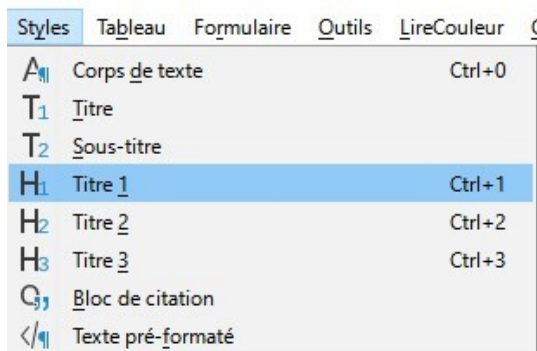 Styles Tableau Formulaire Outils LireCouleur
Corps de texte Ctrl+0
Titre
Sous-titre
Titre 1 Ctrl+1
Titre 2 Ctrl+2
Titre 3 Ctrl+3
Bloc de citation
Texte pré-formaté